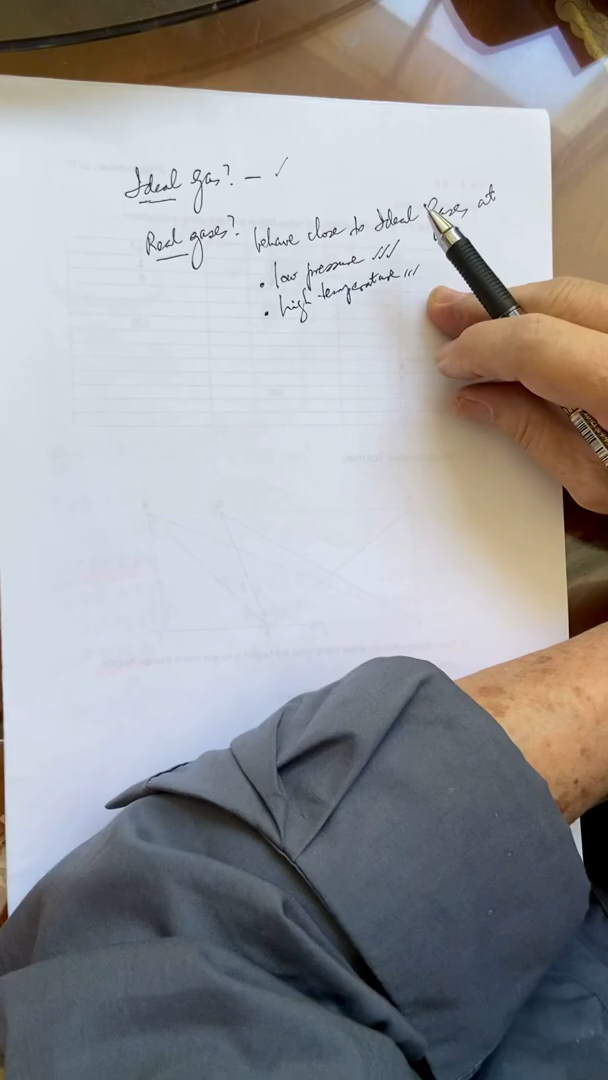 Ideal gas? – ✓
Real gases? behave close to Ideal gases at
• low pressure ///
• high temperature ///